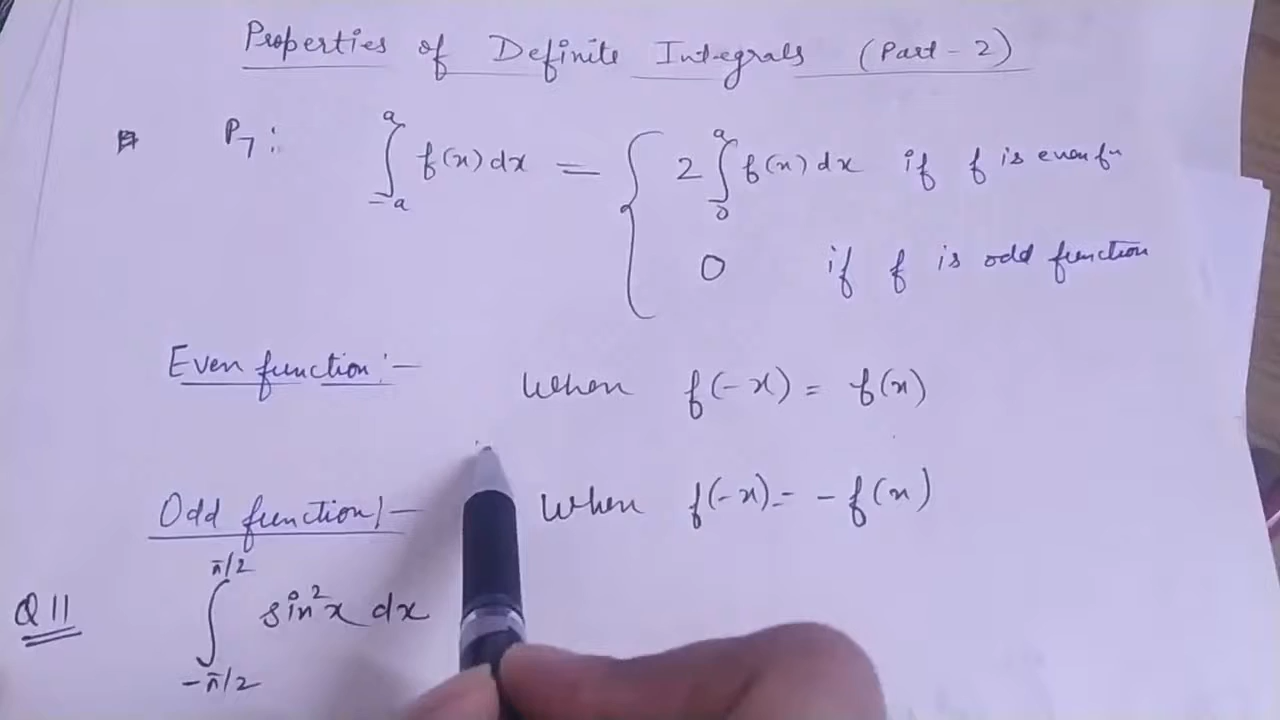 Properties of Definite Integrals (Part - 2)
P7 : ∫_{-a}^{a} f(x) dx = { 2 ∫_{0}^{a} f(x) dx if f is even fn
0 if f is odd function
Even function :- When f(-x) = f(x)
Odd function :- When f(-x) = - f(x)
Q 11 ∫_{-π/2}^{π/2} sin²x dx